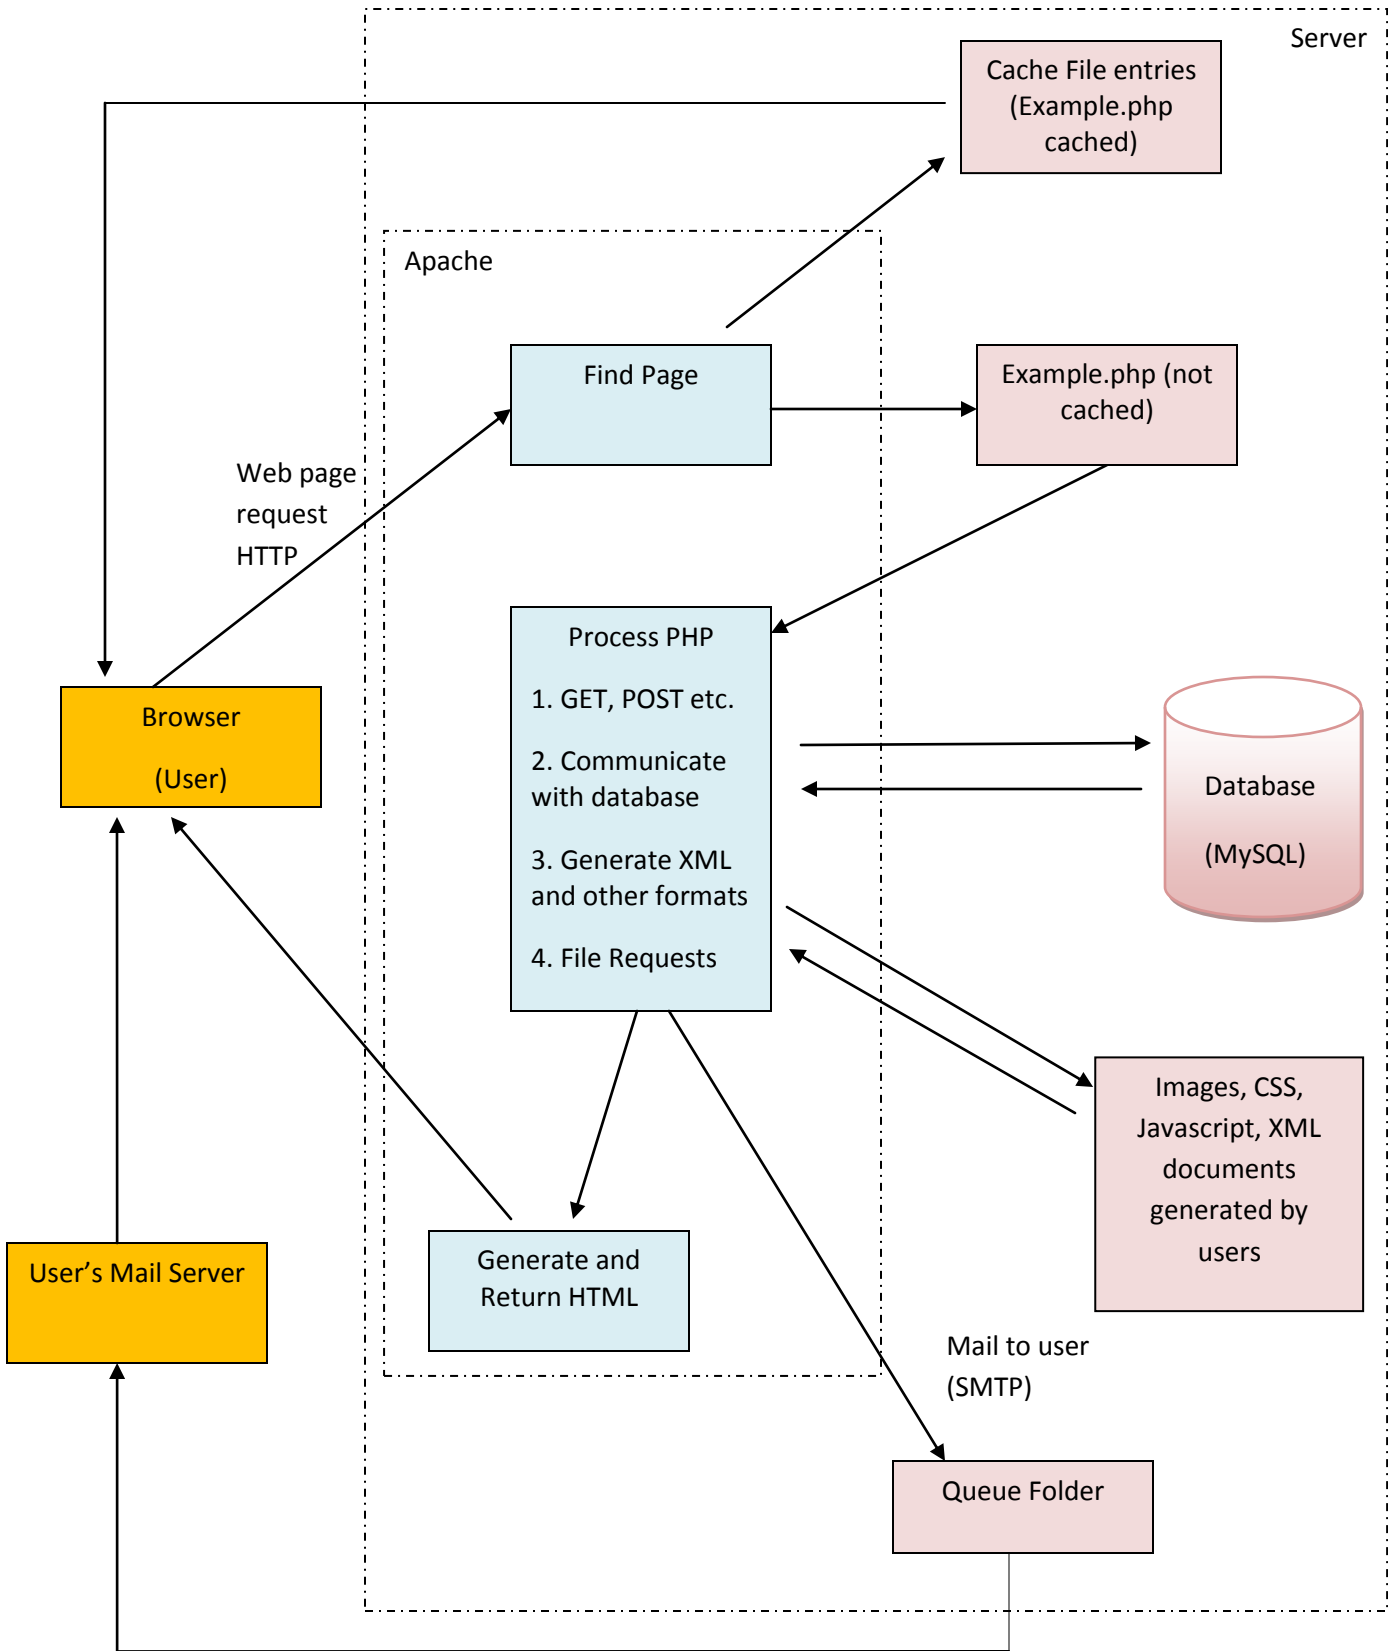 Server
Cache File entries
(Example.php
cached)
Apache
Find Page
Example.php (not
cached)
Web page
request
HTTP
Process PHP
1. GET, POST etc.
2. Communicate
with database
3. Generate XML
and other formats
4. File Requests
Browser
(User)
Database
(MySQL)
Images, CSS,
Javascript, XML
documents
generated by
users
User’s Mail Server
Generate and
Return HTML
Mail to user
(SMTP)
Queue Folder